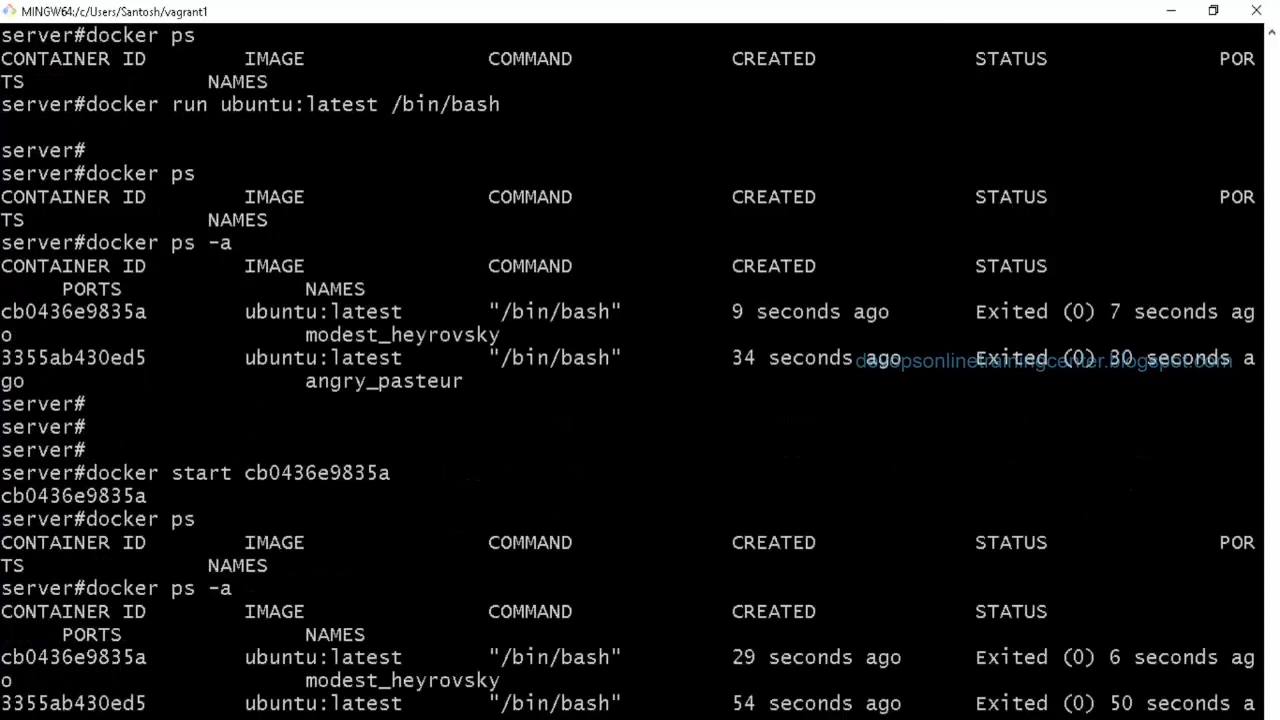 MINGW64:/c/Users/Santosh/vagrant1
server#docker ps
CONTAINER ID IMAGE COMMAND CREATED STATUS POR
TS NAMES
server#docker run ubuntu:latest /bin/bash
server#
server#docker ps
CONTAINER ID IMAGE COMMAND CREATED STATUS POR
TS NAMES
server#docker ps -a
CONTAINER ID IMAGE COMMAND CREATED STATUS
PORTS NAMES
cb0436e9835a ubuntu:latest "/bin/bash" 9 seconds ago Exited (0) 7 seconds ag
o modest_heyrovsky
3355ab430ed5 ubuntu:latest "/bin/bash" 34 seconds ago Exited (0) 30 seconds a
devopsonlinetrainingcenter.blogspot.com
go angry_pasteur
server#
server#
server#
server#docker start cb0436e9835a
cb0436e9835a
server#docker ps
CONTAINER ID IMAGE COMMAND CREATED STATUS POR
TS NAMES
server#docker ps -a
CONTAINER ID IMAGE COMMAND CREATED STATUS
PORTS NAMES
cb0436e9835a ubuntu:latest "/bin/bash" 29 seconds ago Exited (0) 6 seconds ag
o modest_heyrovsky
3355ab430ed5 ubuntu:latest "/bin/bash" 54 seconds ago Exited (0) 50 seconds a